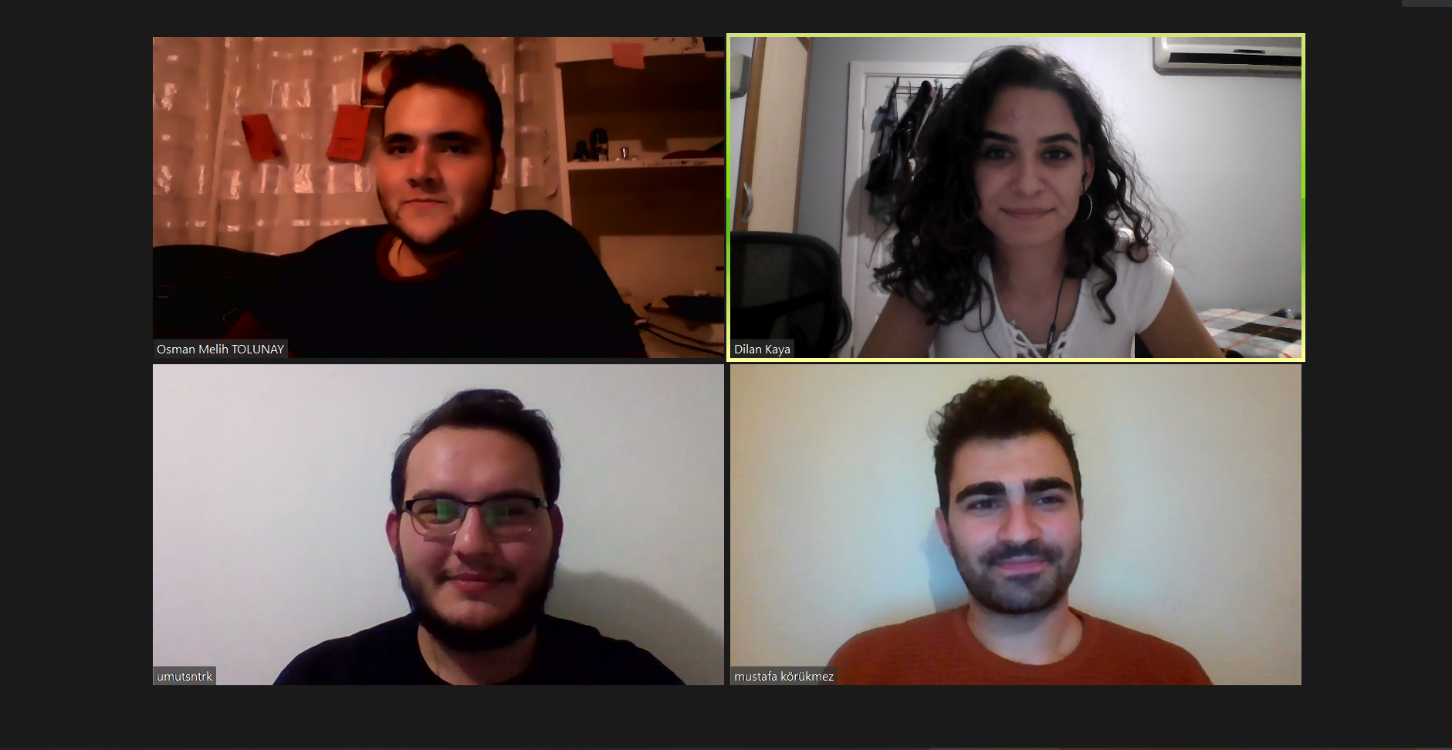 Osman Melih TOLUNAY
Dilan Kaya
umutsntrk
mustafa körükmez